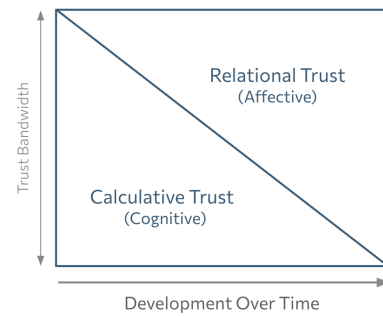 Trust Bandwidth
Relational Trust
(Affective)
Calculative Trust
(Cognitive)
Development Over Time